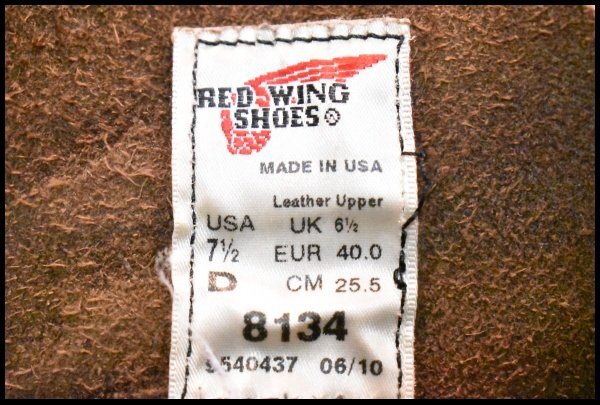 RED WING
SHOES®
MADE IN USA
Leather Upper
USA UK 6½
7½ EUR 40.0
D CM 25.5
8134
9540437 06/10